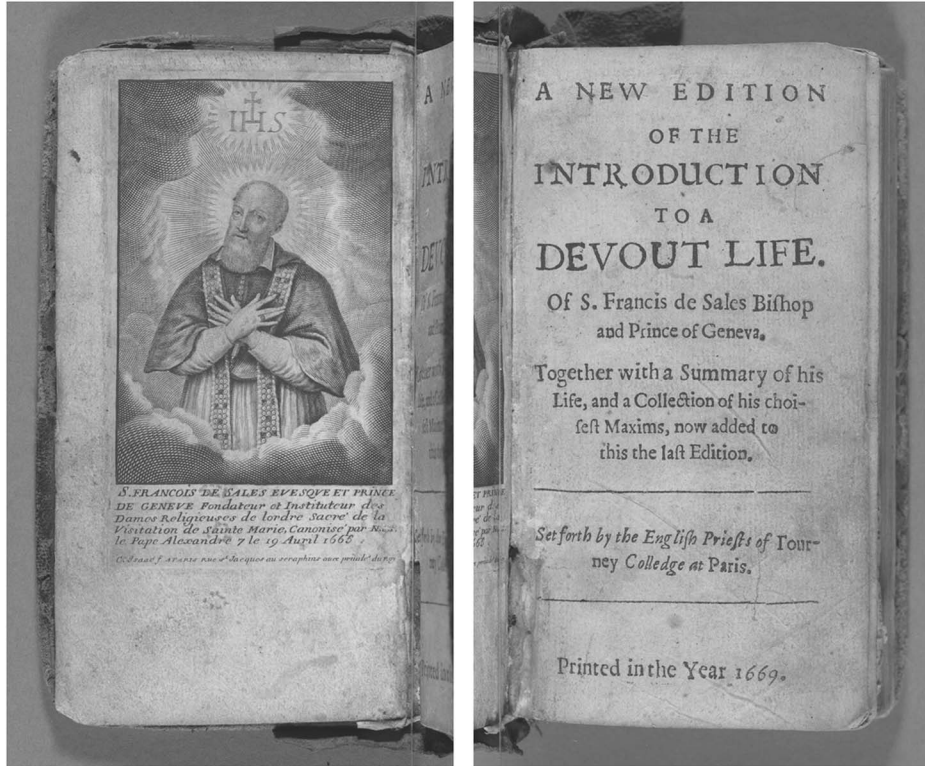 IHS
S. FRANCOIS DE SALES EVESQVE ET PRINCE
DE GENEVE Fondateur et Instituteur des
Dames Religieuses de lordre Sacré de la
Visitation de Sainte Marie, Canonisé par
le Pape Alexandre 7 le 19 Auril 1668
A NEW EDITION
OF THE
INTRODUCTION
TO A
DEVOUT LIFE.
Of S. Francis de Sales Biſhop
and Prince of Geneva.
Together with a Summary of his
Life, and a Collection of his choi-
ſeſt Maxims, now added to
this the laſt Edition.
Set forth by the Engliſh Prieſts of Tour-
ney Colledge at Paris.
Printed in the Year 1669.